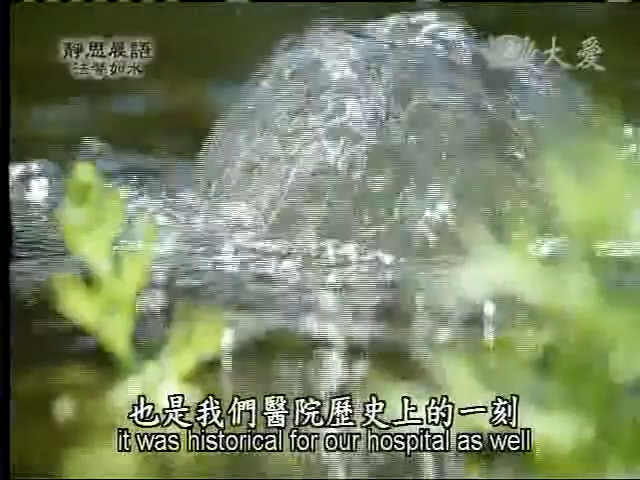 靜思晨語
法譬如水
大愛
也是我們醫院歷史上的一刻
it was historical for our hospital as well